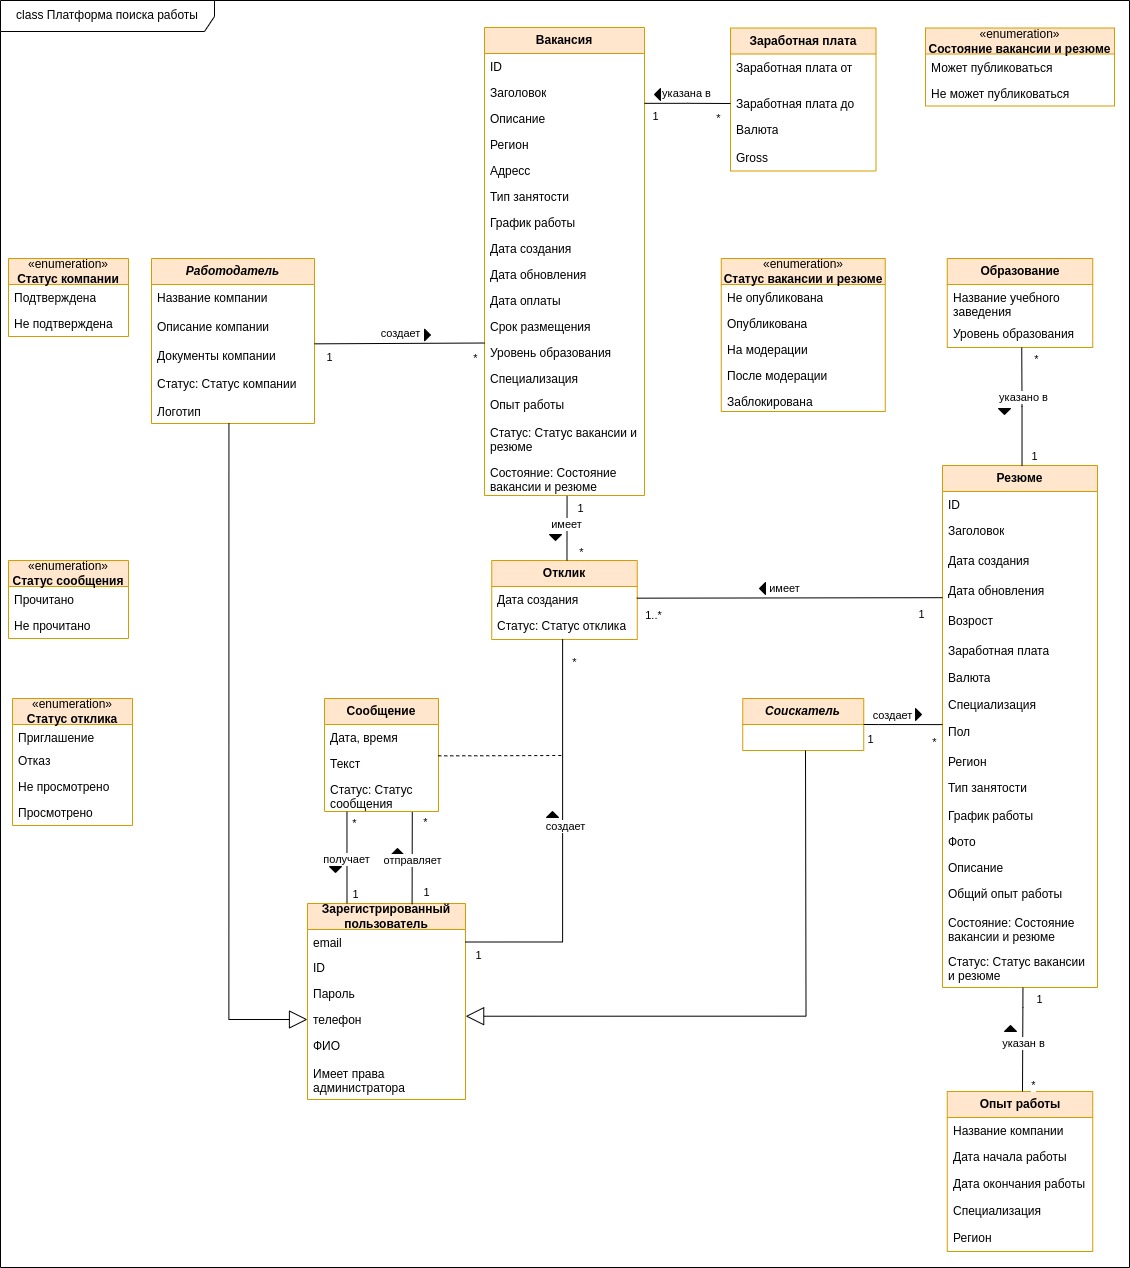 class Платформа поиска работы
Вакансия
ID
Заголовок
Описание
Регион
Адресс
Тип занятости
График работы
Дата создания
Дата обновления
Дата оплаты
Срок размещения
Уровень образования
Специализация
Опыт работы
Статус: Статус вакансии и
резюме
Состояние: Состояние
вакансии и резюме
указана в
1
*
Заработная плата
Заработная плата от
Заработная плата до
Валюта
Gross
«enumeration»
Состояние вакансии и резюме
Может публиковаться
Не может публиковаться
«enumeration»
Статус компании
Подтверждена
Не подтверждена
Работодатель
Название компании
Описание компании
Документы компании
Статус: Статус компании
Логотип
создает
1
*
«enumeration»
Статус вакансии и резюме
Не опубликована
Опубликована
На модерации
После модерации
Заблокирована
Образование
Название учебного
заведения
Уровень образования
*
указано в
1
1
имеет
*
«enumeration»
Статус сообщения
Прочитано
Не прочитано
Отклик
Дата создания
Статус: Статус отклика
имеет
1..*
1
*
Резюме
ID
Заголовок
Дата создания
Дата обновления
Возраст
Заработная плата
Валюта
Специализация
Пол
Регион
Тип занятости
График работы
Фото
Описание
Общий опыт работы
Состояние: Состояние
вакансии и резюме
Статус: Статус вакансии
и резюме
«enumeration»
Статус отклика
Приглашение
Отказ
Не просмотрено
Просмотрено
Сообщение
Дата, время
Текст
Статус: Статус
сообщения
Соискатель
создает
1
*
создает
*
*
получает
отправляет
1
1
Зарегистрированный
пользователь
email
ID
Пароль
телефон
ФИО
Имеет права
администратора
1
1
указан в
*
Опыт работы
Название компании
Дата начала работы
Дата окончания работы
Специализация
Регион